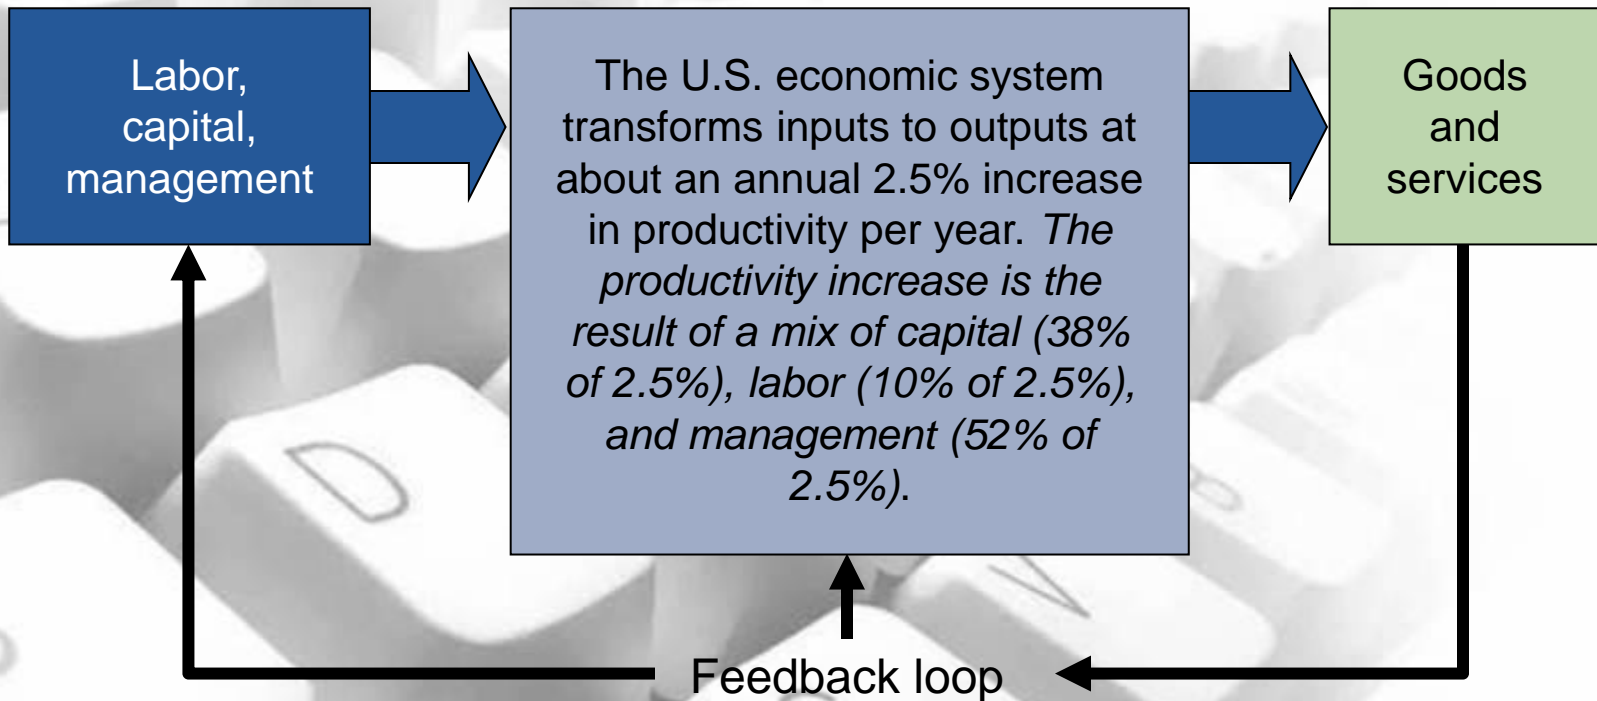 Labor,
capital,
management
The U.S. economic system
transforms inputs to outputs at
about an annual 2.5% increase
in productivity per year. The
productivity increase is the
result of a mix of capital (38%
of 2.5%), labor (10% of 2.5%),
and management (52% of
2.5%).
Goods
and
services
Feedback loop
D
V